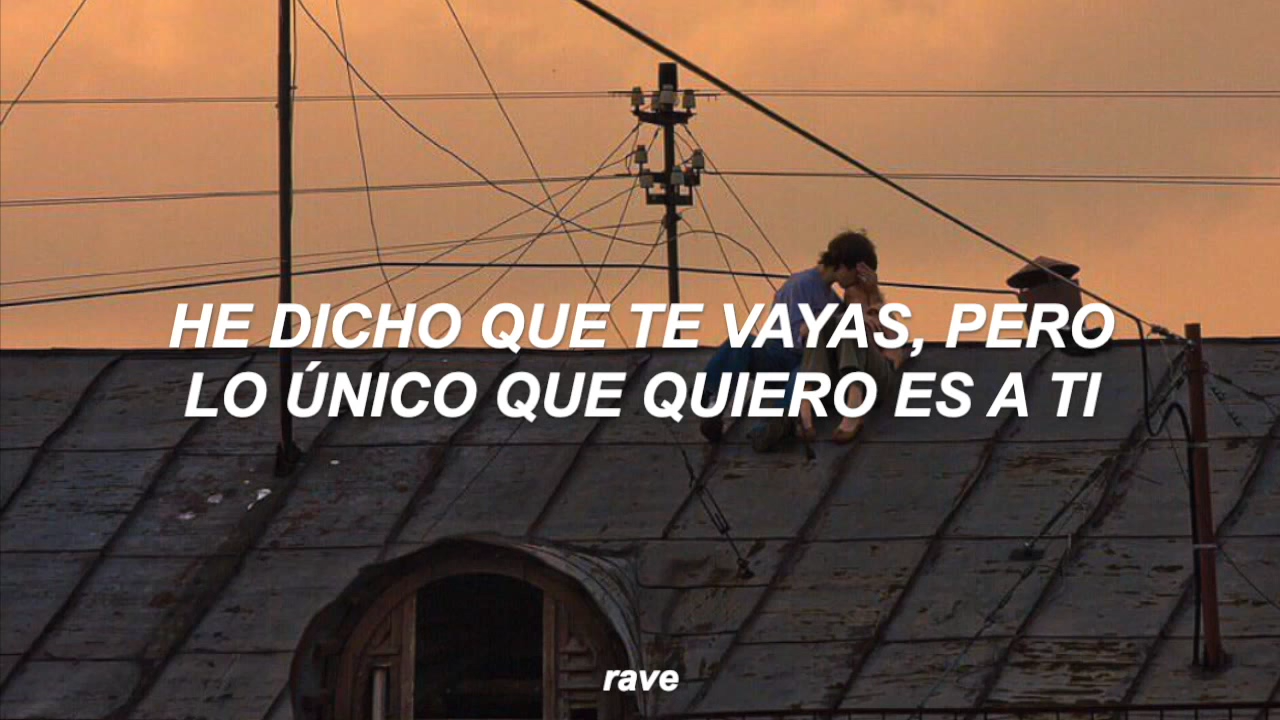 HE DICHO QUE TE VAYAS, PERO
LO ÚNICO QUE QUIERO ES A TI
rave